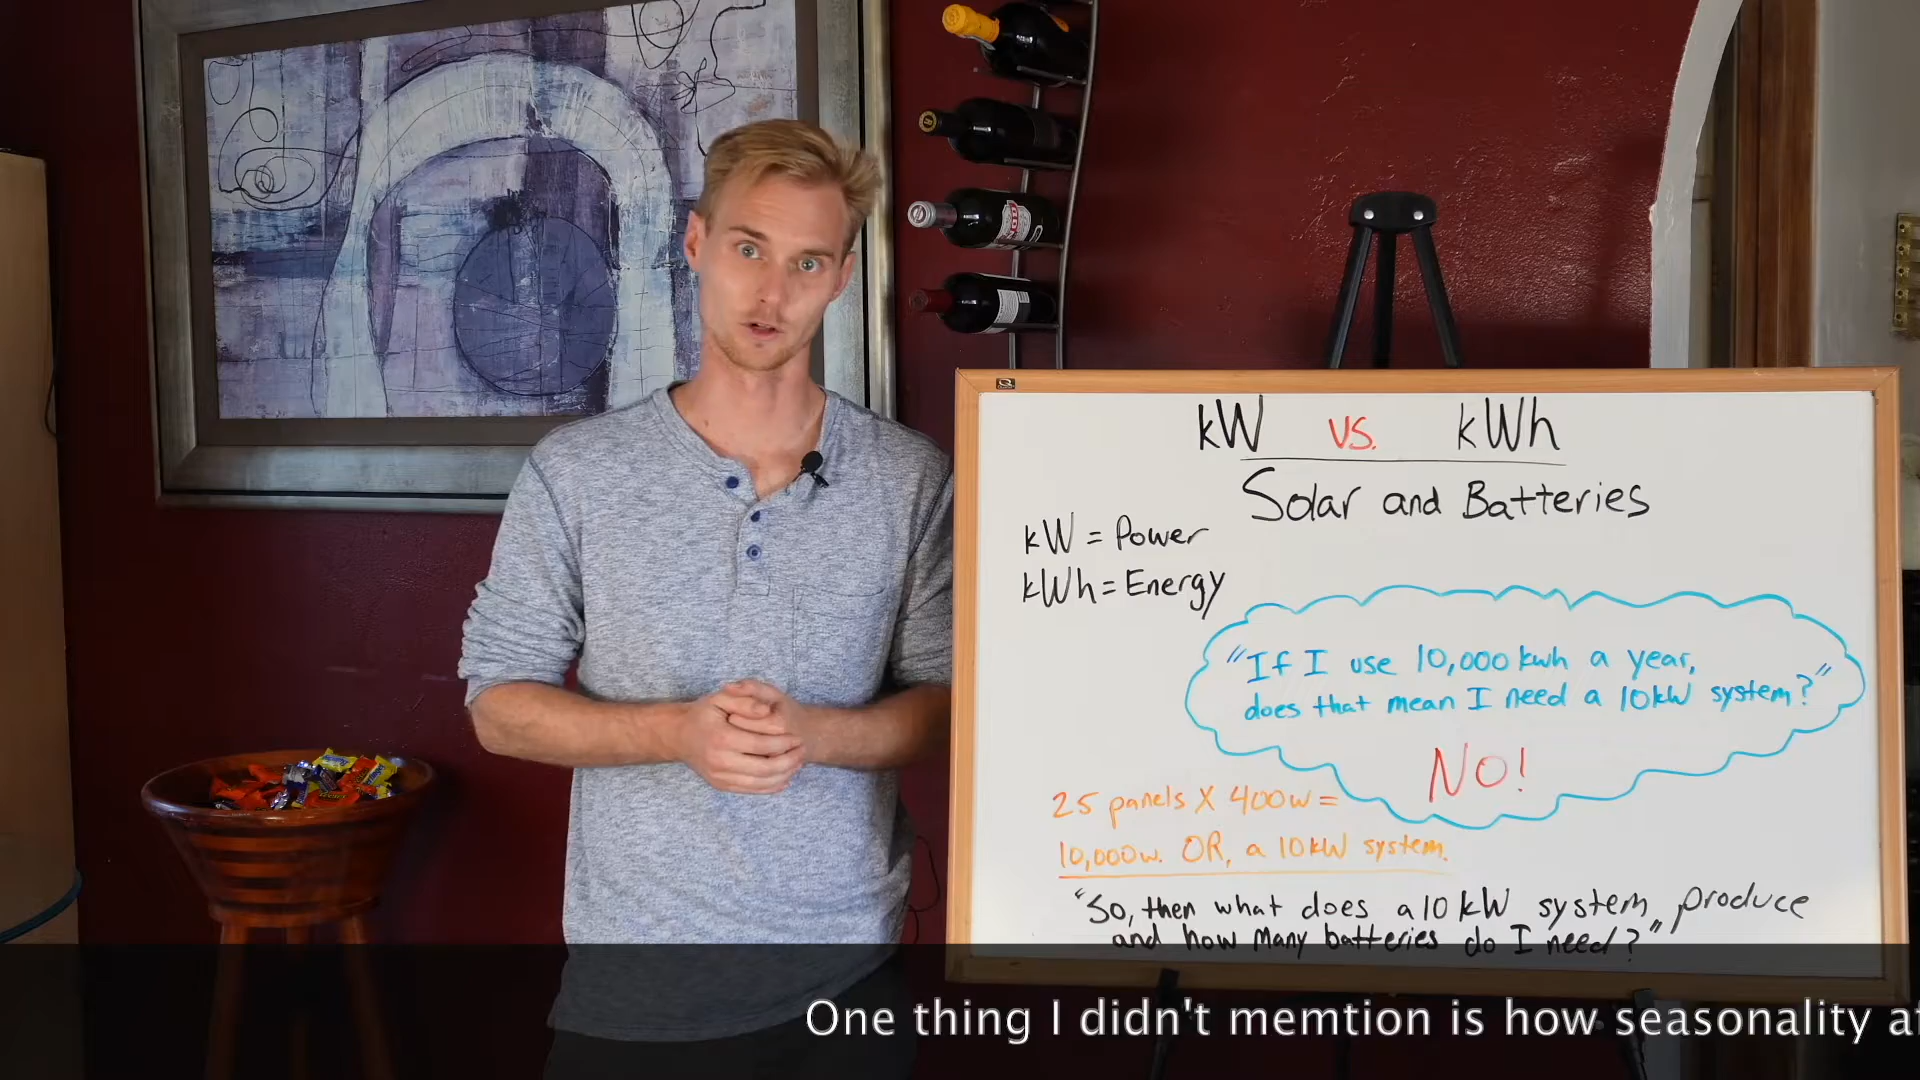 kW vs. kWh
Solar and Batteries
kW = Power
kWh = Energy
"If I use 10,000 kwh a year,
does that mean I need a 10kW system?"
NO!
25 panels X 400w =
10,000w. OR, a 10kW system.
"So, then what does a 10 kW system produce
and how many batteries do I need?"
One thing I didn't memtion is how seasonality a